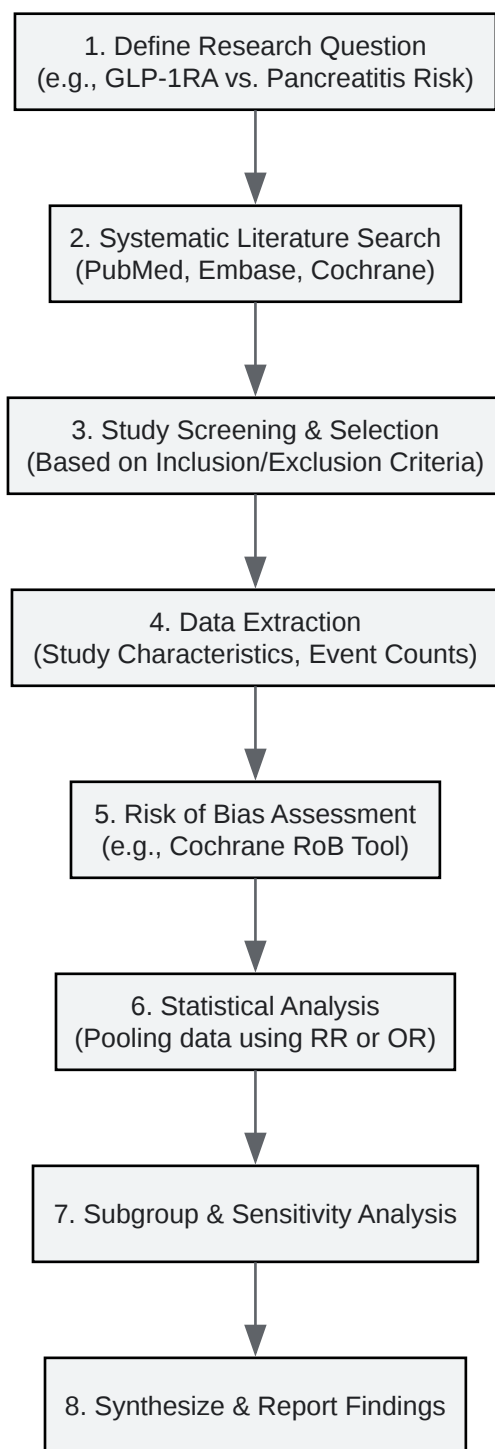 1. Define Research Question
(e.g., GLP-1RA vs. Pancreatitis Risk)
2. Systematic Literature Search
(PubMed, Embase, Cochrane)
3. Study Screening & Selection
(Based on Inclusion/Exclusion Criteria)
4. Data Extraction
(Study Characteristics, Event Counts)
5. Risk of Bias Assessment
(e.g., Cochrane RoB Tool)
6. Statistical Analysis
(Pooling data using RR or OR)
7. Subgroup & Sensitivity Analysis
8. Synthesize & Report Findings